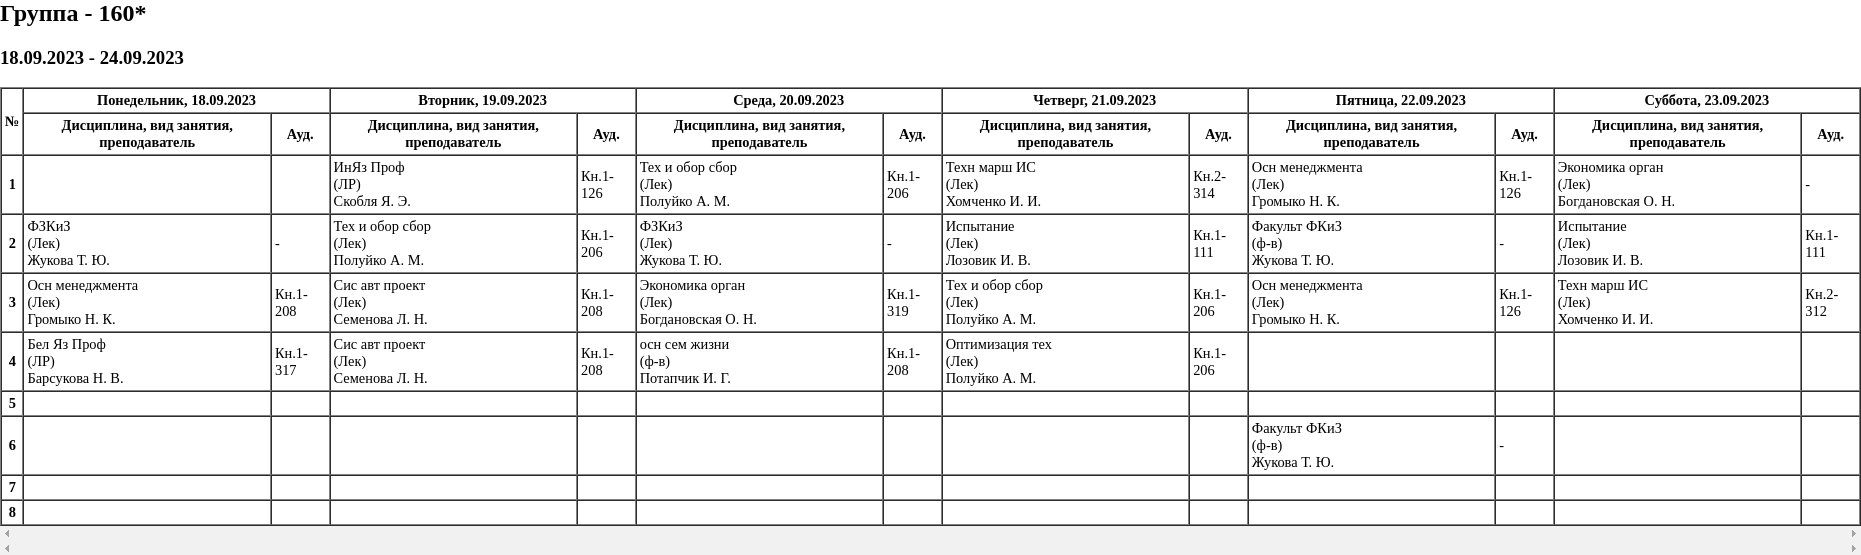 Группа - 160*
18.09.2023 - 24.09.2023
№ Понедельник, 18.09.2023 Вторник, 19.09.2023 Среда, 20.09.2023 Четверг, 21.09.2023 Пятница, 22.09.2023 Суббота, 23.09.2023
Дисциплина, вид занятия, Ауд. Дисциплина, вид занятия, Ауд. Дисциплина, вид занятия, Ауд. Дисциплина, вид занятия, Ауд. Дисциплина, вид занятия, Ауд. Дисциплина, вид занятия, Ауд.
преподаватель преподаватель преподаватель преподаватель преподаватель преподаватель
1
ИнЯз Проф
(ЛР)
Скобля Я. Э.
Кн.1-
126
Тех и обор сбор
(Лек)
Полуйко А. М.
Кн.1-
206
Техн марш ИС
(Лек)
Хомченко И. И.
Кн.2-
314
Осн менеджмента
(Лек)
Громыко Н. К.
Кн.1-
126
Экономика орган
(Лек)
Богдановская О. Н.
-
2
ФЗКиЗ
(Лек)
Жукова Т. Ю.
-
Тех и обор сбор
(Лек)
Полуйко А. М.
Кн.1-
206
ФЗКиЗ
(Лек)
Жукова Т. Ю.
-
Испытание
(Лек)
Лозовик И. В.
Кн.1-
111
Факульт ФКиЗ
(ф-в)
Жукова Т. Ю.
-
Испытание
(Лек)
Лозовик И. В.
Кн.1-
111
3
Осн менеджмента
(Лек)
Громыко Н. К.
Кн.1-
208
Сис авт проект
(Лек)
Семенова Л. Н.
Кн.1-
208
Экономика орган
(Лек)
Богдановская О. Н.
Кн.1-
319
Тех и обор сбор
(Лек)
Полуйко А. М.
Кн.1-
206
Осн менеджмента
(Лек)
Громыко Н. К.
Кн.1-
126
Техн марш ИС
(Лек)
Хомченко И. И.
Кн.2-
312
4
Бел Яз Проф
(ЛР)
Барсукова Н. В.
Кн.1-
317
Сис авт проект
(Лек)
Семенова Л. Н.
Кн.1-
208
осн сем жизни
(ф-в)
Потапчик И. Г.
Кн.1-
208
Оптимизация тех
(Лек)
Полуйко А. М.
Кн.1-
206
5
6
Факульт ФКиЗ
(ф-в)
Жукова Т. Ю.
-
7
8